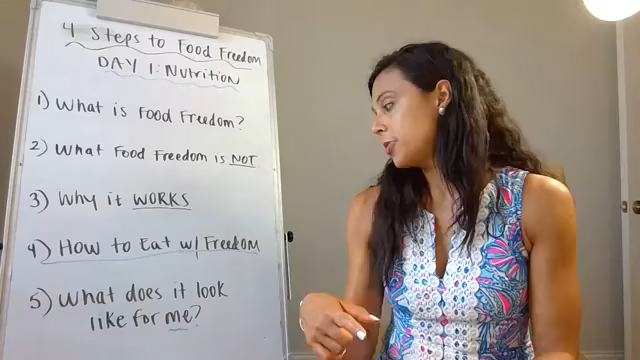 4 Steps to Food Freedom
DAY 1: Nutrition
1) What is Food Freedom?
2) What Food Freedom is NOT
3) Why it WORKS
4) How to Eat w/ Freedom
5) What does it look
like for me?